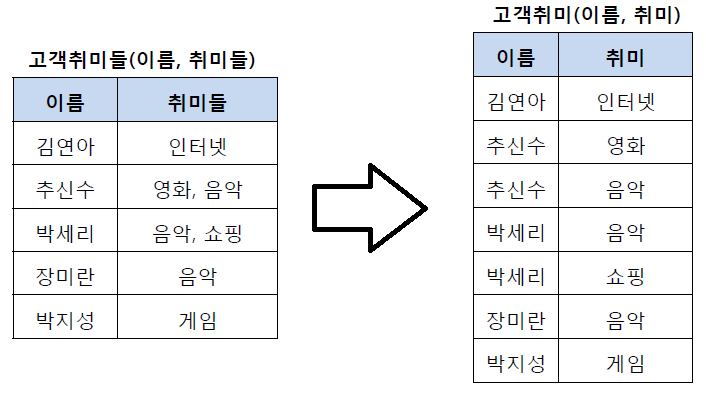 고객취미들(이름, 취미들)
이름 취미들
김연아 인터넷
추신수 영화, 음악
박세리 음악, 쇼핑
장미란 음악
박지성 게임
고객취미(이름, 취미)
이름 취미
김연아 인터넷
추신수 영화
추신수 음악
박세리 음악
박세리 쇼핑
장미란 음악
박지성 게임